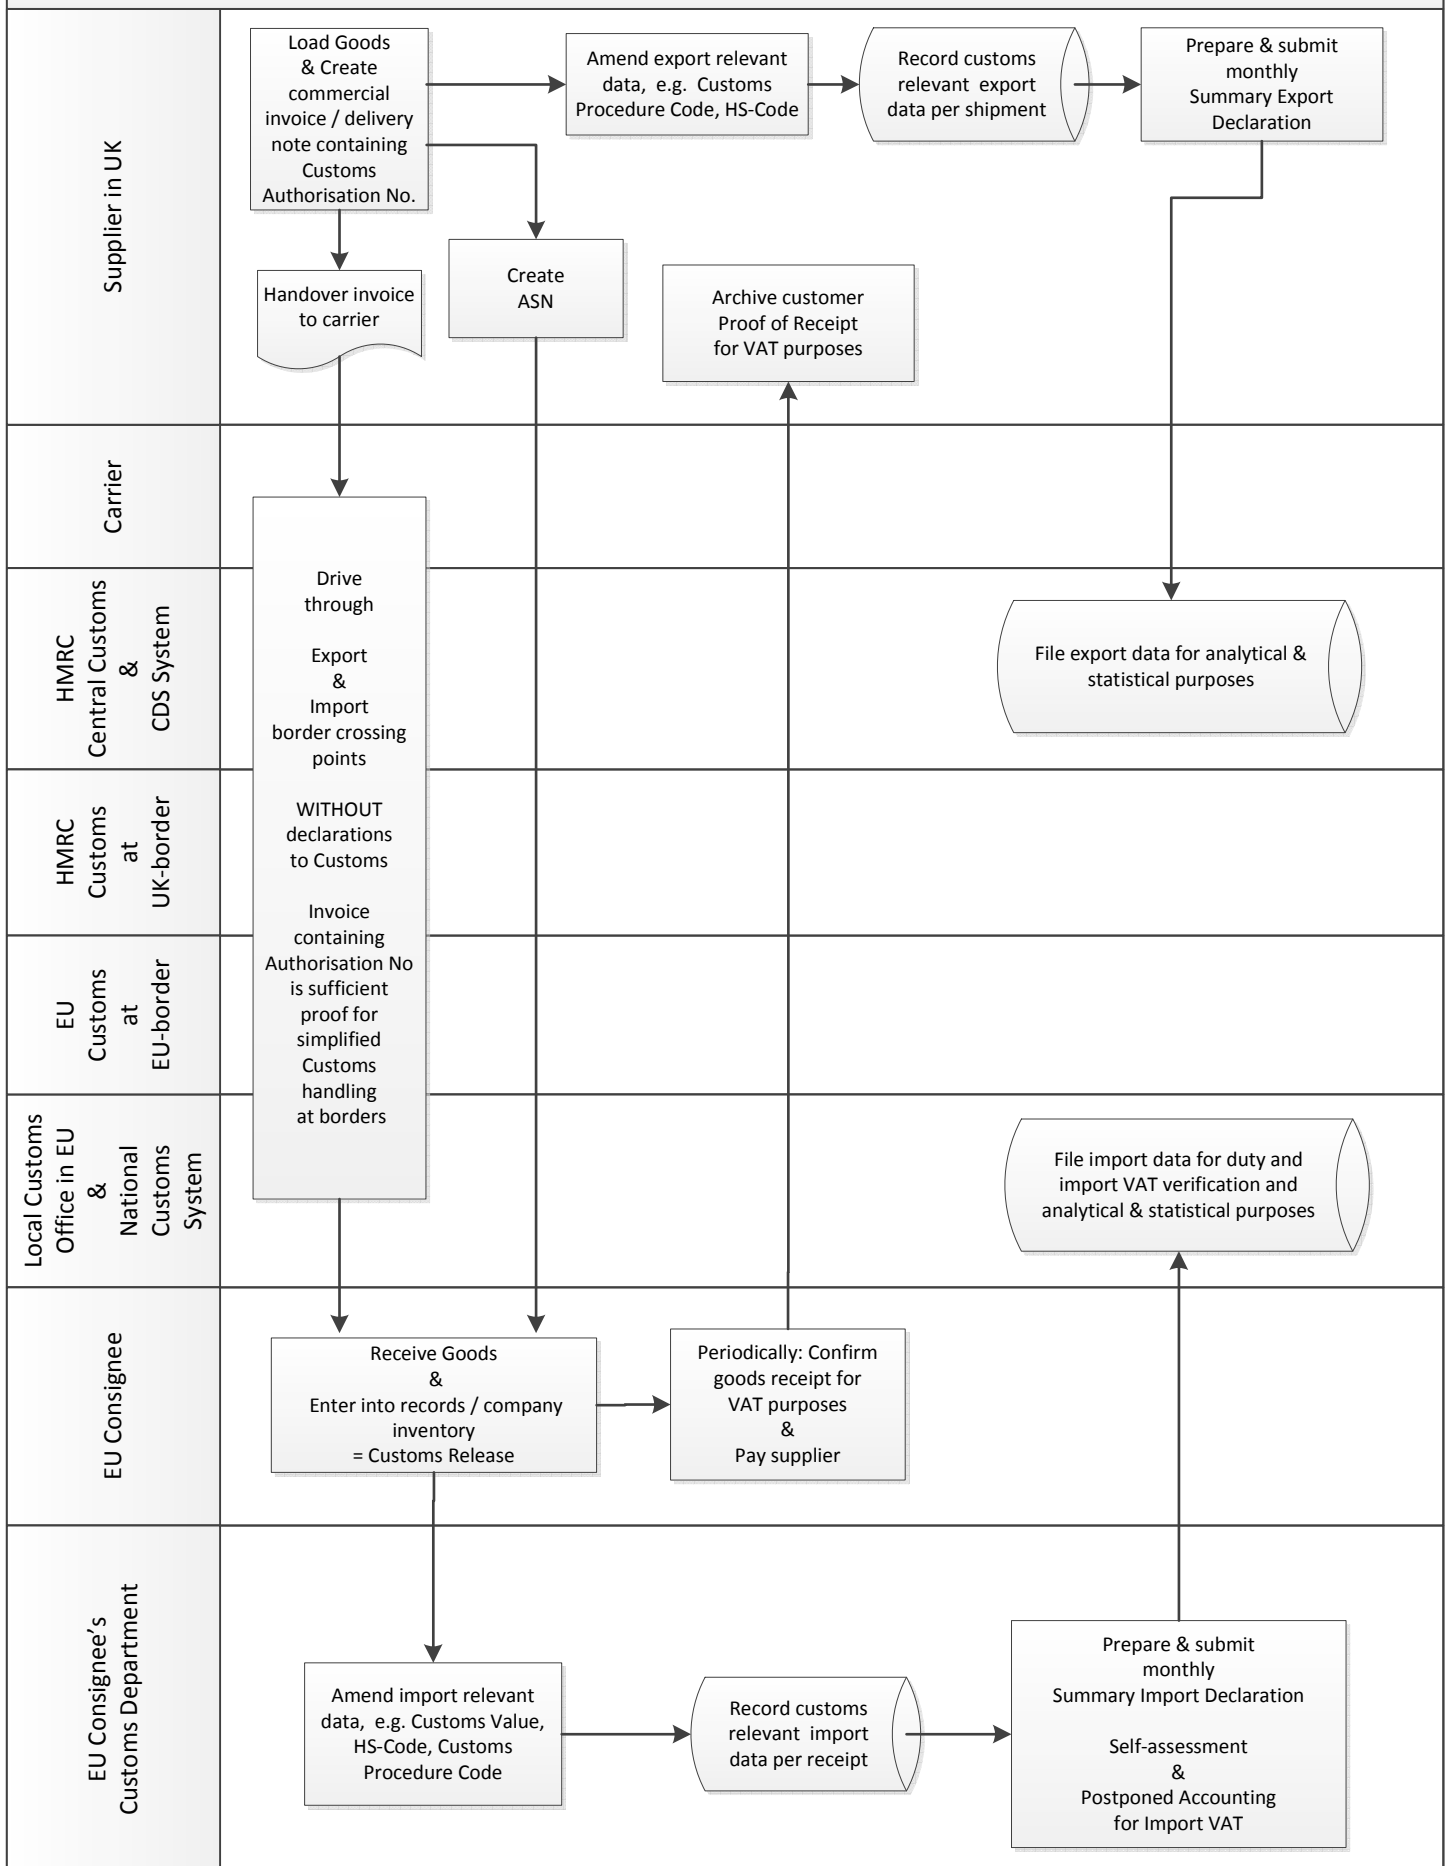 Supplier in UK
Load Goods
& Create
commercial
invoice / delivery
note containing
Customs
Authorisation No.
Amend export relevant
data, e.g. Customs
Procedure Code, HS-Code
Record customs
relevant export
data per shipment
Prepare & submit
monthly
Summary Export
Declaration
Handover invoice
to carrier
Create
ASN
Archive customer
Proof of Receipt
for VAT purposes
Carrier
Drive
through
Export
&
Import
border crossing
points
WITHOUT
declarations
to Customs
Invoice
containing
Authorisation No
is sufficient
proof for
simplified
Customs
handling
at borders
HMRC
Central Customs
&
CDS System
File export data for analytical &
statistical purposes
HMRC
Customs
at
UK-border
EU
Customs
at
EU-border
Local Customs
Office in EU
&
National
Customs
System
File import data for duty and
import VAT verification and
analytical & statistical purposes
EU Consignee
Receive Goods
&
Enter into records / company
inventory
= Customs Release
Periodically: Confirm
goods receipt for
VAT purposes
&
Pay supplier
EU Consignee’s
Customs Department
Amend import relevant
data, e.g. Customs Value,
HS-Code, Customs
Procedure Code
Record customs
relevant import
data per receipt
Prepare & submit
monthly
Summary Import Declaration
Self-assessment
&
Postponed Accounting
for Import VAT